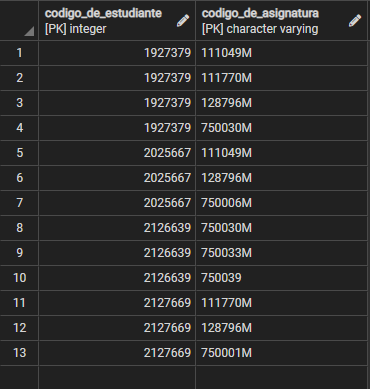 codigo_de_estudiante codigo_de_asignatura
[PK] integer [PK] character varying
1 1927379 111049M
2 1927379 111770M
3 1927379 128796M
4 1927379 750030M
5 2025667 111049M
6 2025667 128796M
7 2025667 750006M
8 2126639 750030M
9 2126639 750033M
10 2126639 750039
11 2127669 111770M
12 2127669 128796M
13 2127669 750001M